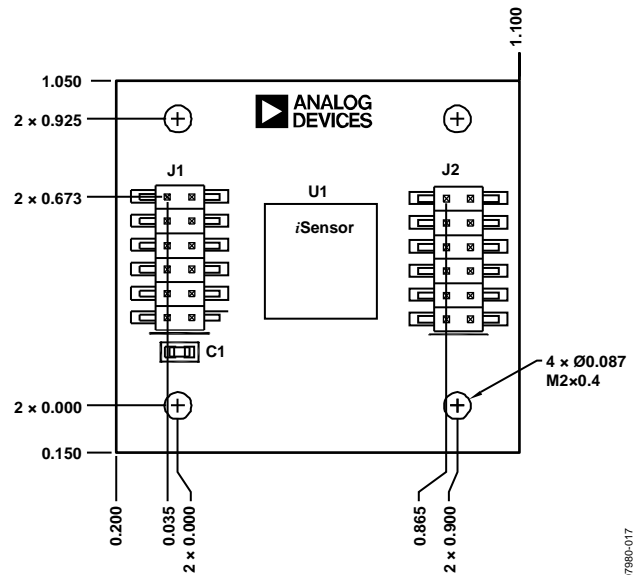 1.100
1.050
ANALOG
DEVICES
2 × 0.925
J1
J2
2 × 0.673
U1
iSensor
C1
4 × Ø0.087
M2×0.4
2 × 0.000
0.150
0.200
0.035
2 × 0.000
0.865
2 × 0.900
07980-017